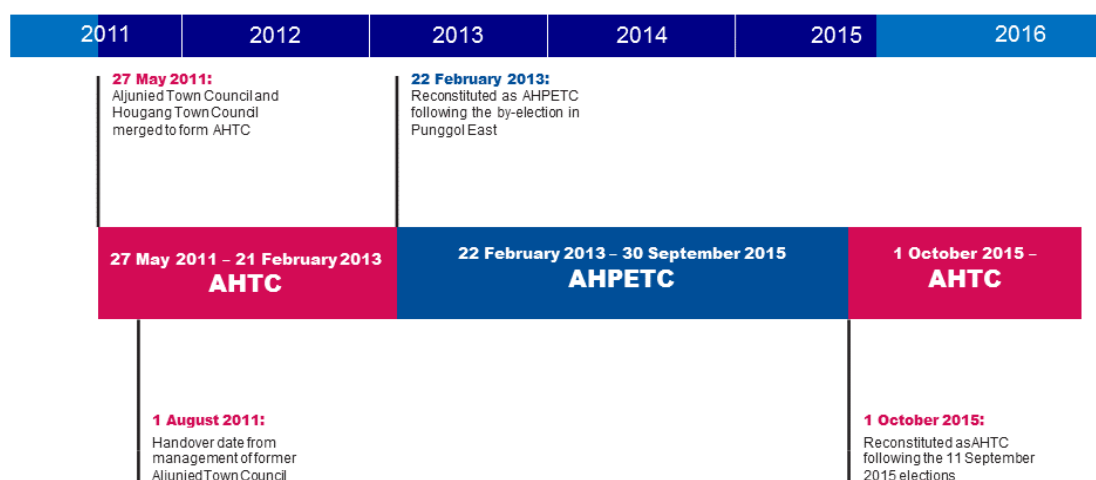 2011 2012 2013 2014 2015 2016
27 May 2011:
Aljunied Town Council and
Hougang Town Council
merged to form AHTC
22 February 2013:
Reconstituted as AHPETC
following the by-election in
Punggol East
27 May 2011 – 21 February 2013
AHTC
22 February 2013 – 30 September 2015
AHPETC
1 October 2015 –
AHTC
1 August 2011:
Handover date from
management of former
Aljunied Town Council
1 October 2015:
Reconstituted as AHTC
following the 11 September
2015 elections